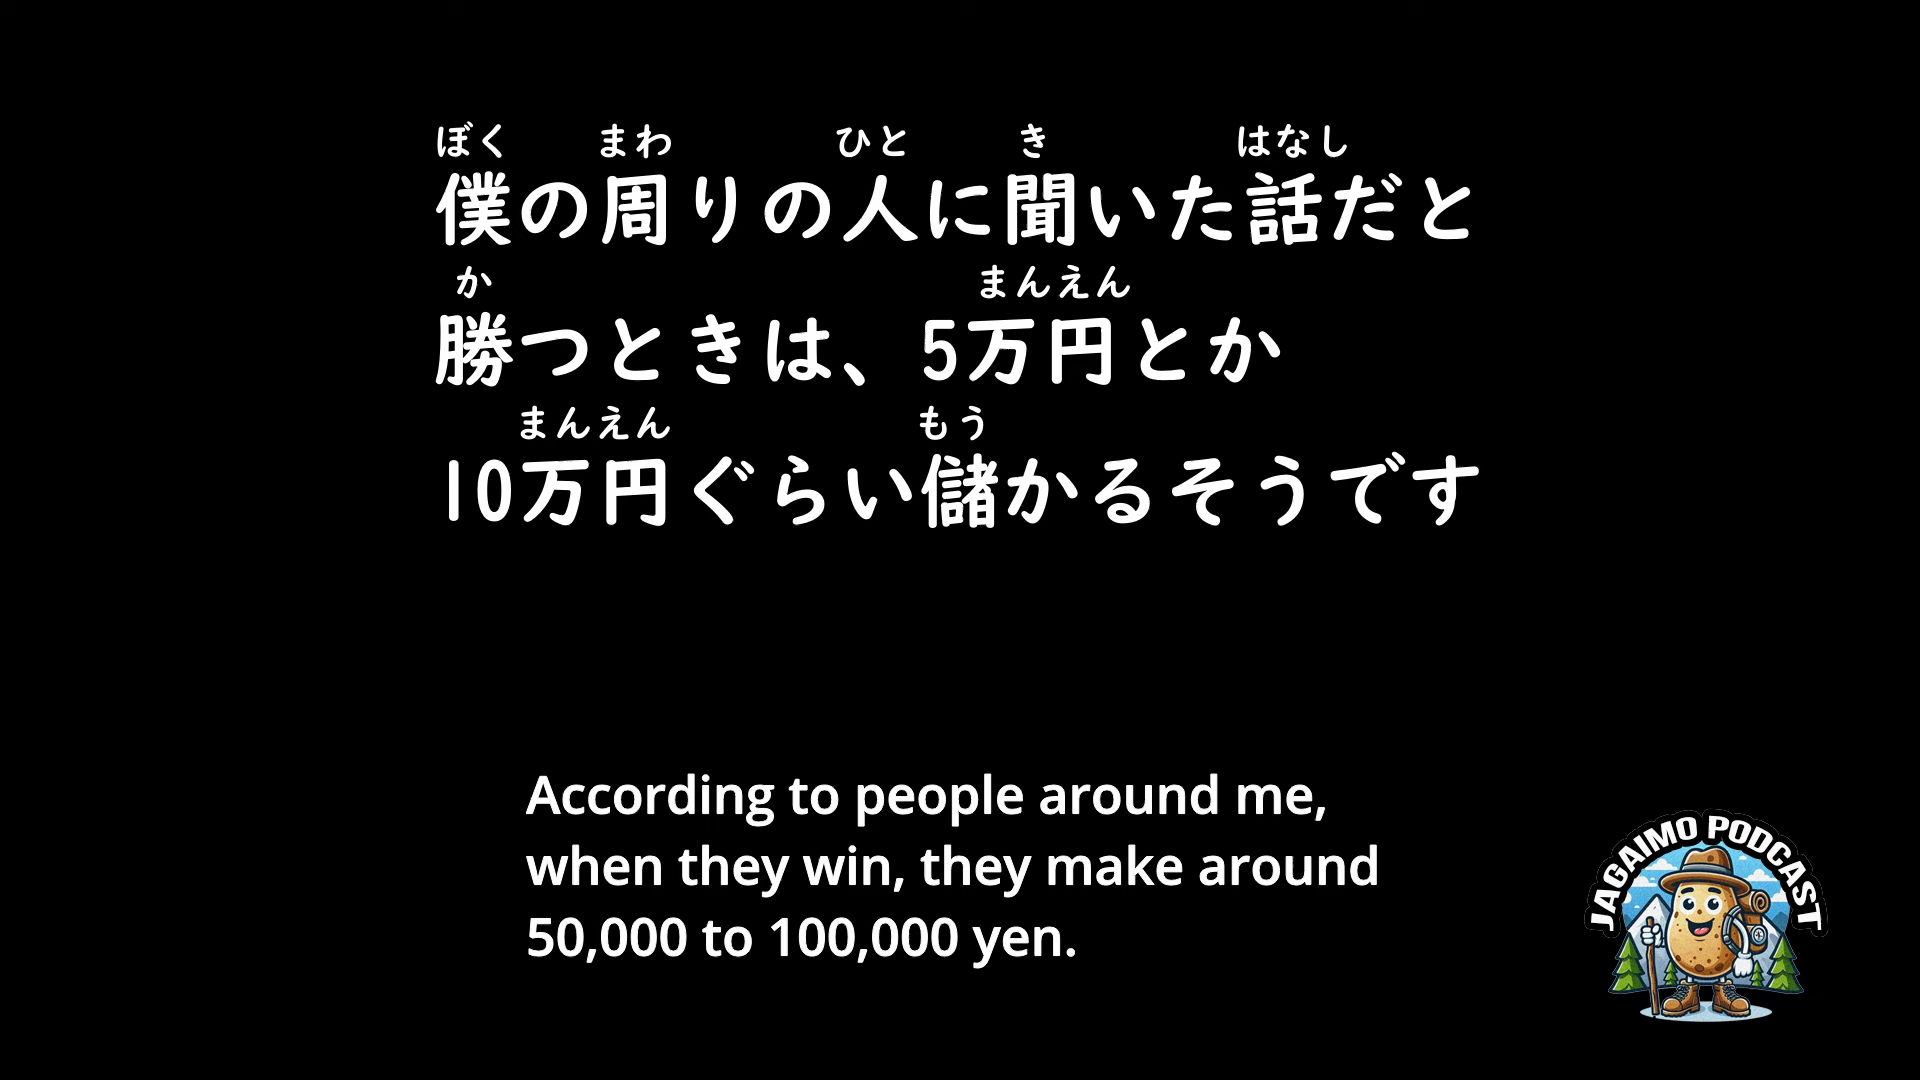 ぼく まわ ひと き はなし
僕の周りの人に聞いた話だと
か まんえん
勝つときは、5万円とか
まんえん もう
10万円ぐらい儲かるそうです
According to people around me,
when they win, they make around
50,000 to 100,000 yen.
JAGAIMO PODCAST